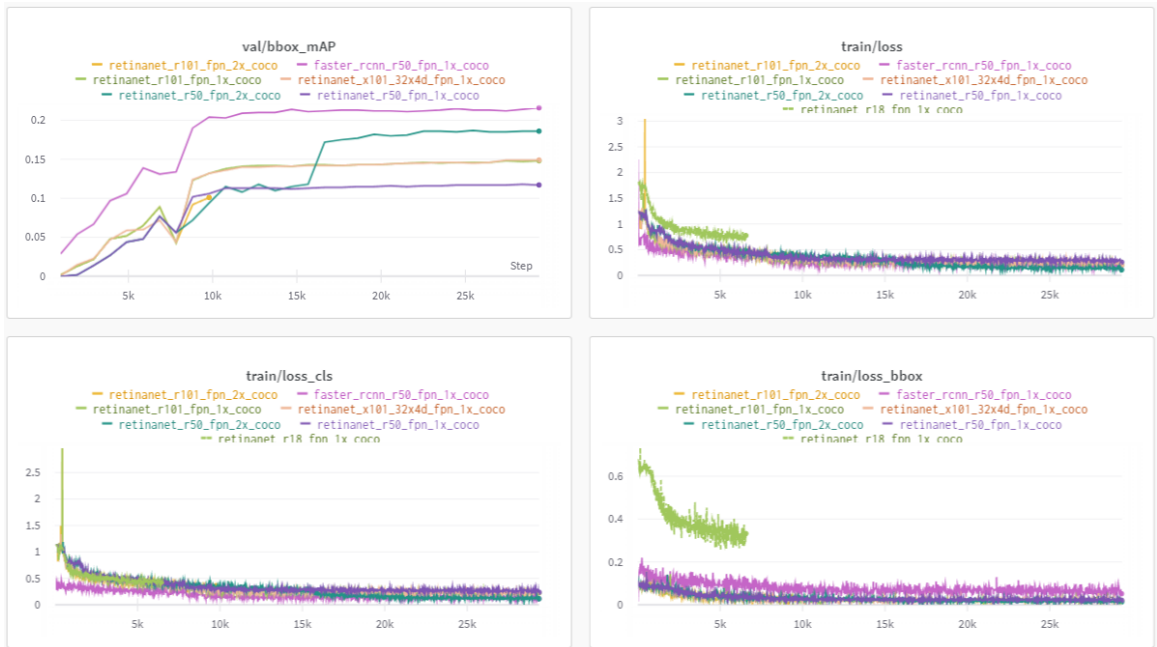 val/bbox_mAP
retinanet_r101_fpn_2x_coco faster_rcnn_r50_fpn_1x_coco
retinanet_r101_fpn_1x_coco retinanet_x101_32x4d_fpn_1x_coco
retinanet_r50_fpn_2x_coco retinanet_r50_fpn_1x_coco
0.2
0.15
0.1
0.05
0
Step
5k 10k 15k 20k 25k
train/loss
retinanet_r101_fpn_2x_coco faster_rcnn_r50_fpn_1x_coco
retinanet_r101_fpn_1x_coco retinanet_x101_32x4d_fpn_1x_coco
retinanet_r50_fpn_2x_coco retinanet_r50_fpn_1x_coco
retinanet_r18_fpn_1x_coco
3
2.5
2
1.5
1
0.5
0
5k 10k 15k 20k 25k
train/loss_cls
retinanet_r101_fpn_2x_coco faster_rcnn_r50_fpn_1x_coco
retinanet_r101_fpn_1x_coco retinanet_x101_32x4d_fpn_1x_coco
retinanet_r50_fpn_2x_coco retinanet_r50_fpn_1x_coco
retinanet_r18_fpn_1x_coco
2.5
2
1.5
1
0.5
0
5k 10k 15k 20k 25k
train/loss_bbox
retinanet_r101_fpn_2x_coco faster_rcnn_r50_fpn_1x_coco
retinanet_r101_fpn_1x_coco retinanet_x101_32x4d_fpn_1x_coco
retinanet_r50_fpn_2x_coco retinanet_r50_fpn_1x_coco
retinanet_r18_fpn_1x_coco
0.6
0.4
0.2
0
5k 10k 15k 20k 25k